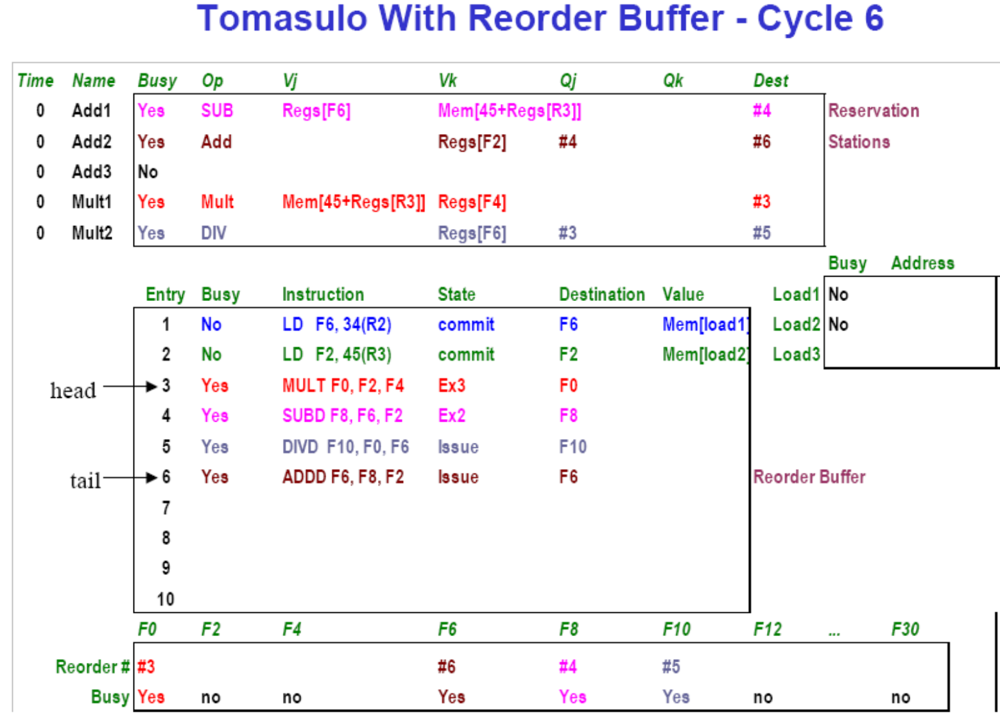 Tomasulo With Reorder Buffer - Cycle 6
Time Name Busy Op Vj Vk Qj Qk Dest
0 Add1 Yes SUB Regs[F6] Mem[45+Regs[R3]] #4 Reservation
0 Add2 Yes Add Regs[F2] #4 #6 Stations
0 Add3 No
0 Mult1 Yes Mult Mem[45+Regs[R3]] Regs[F4] #3
0 Mult2 Yes DIV Regs[F6] #3 #5
Busy Address
Entry Busy Instruction State Destination Value Load1 No
1 No LD F6, 34(R2) commit F6 Mem[load1] Load2 No
2 No LD F2, 45(R3) commit F2 Mem[load2] Load3
head 3 Yes MULT F0, F2, F4 Ex3 F0
4 Yes SUBD F8, F6, F2 Ex2 F8
5 Yes DIVD F10, F0, F6 Issue F10
tail 6 Yes ADDD F6, F8, F2 Issue F6 Reorder Buffer
7
8
9
10
F0 F2 F4 F6 F8 F10 F12 ... F30
Reorder # #3 #6 #4 #5
Busy Yes no no Yes Yes Yes no no